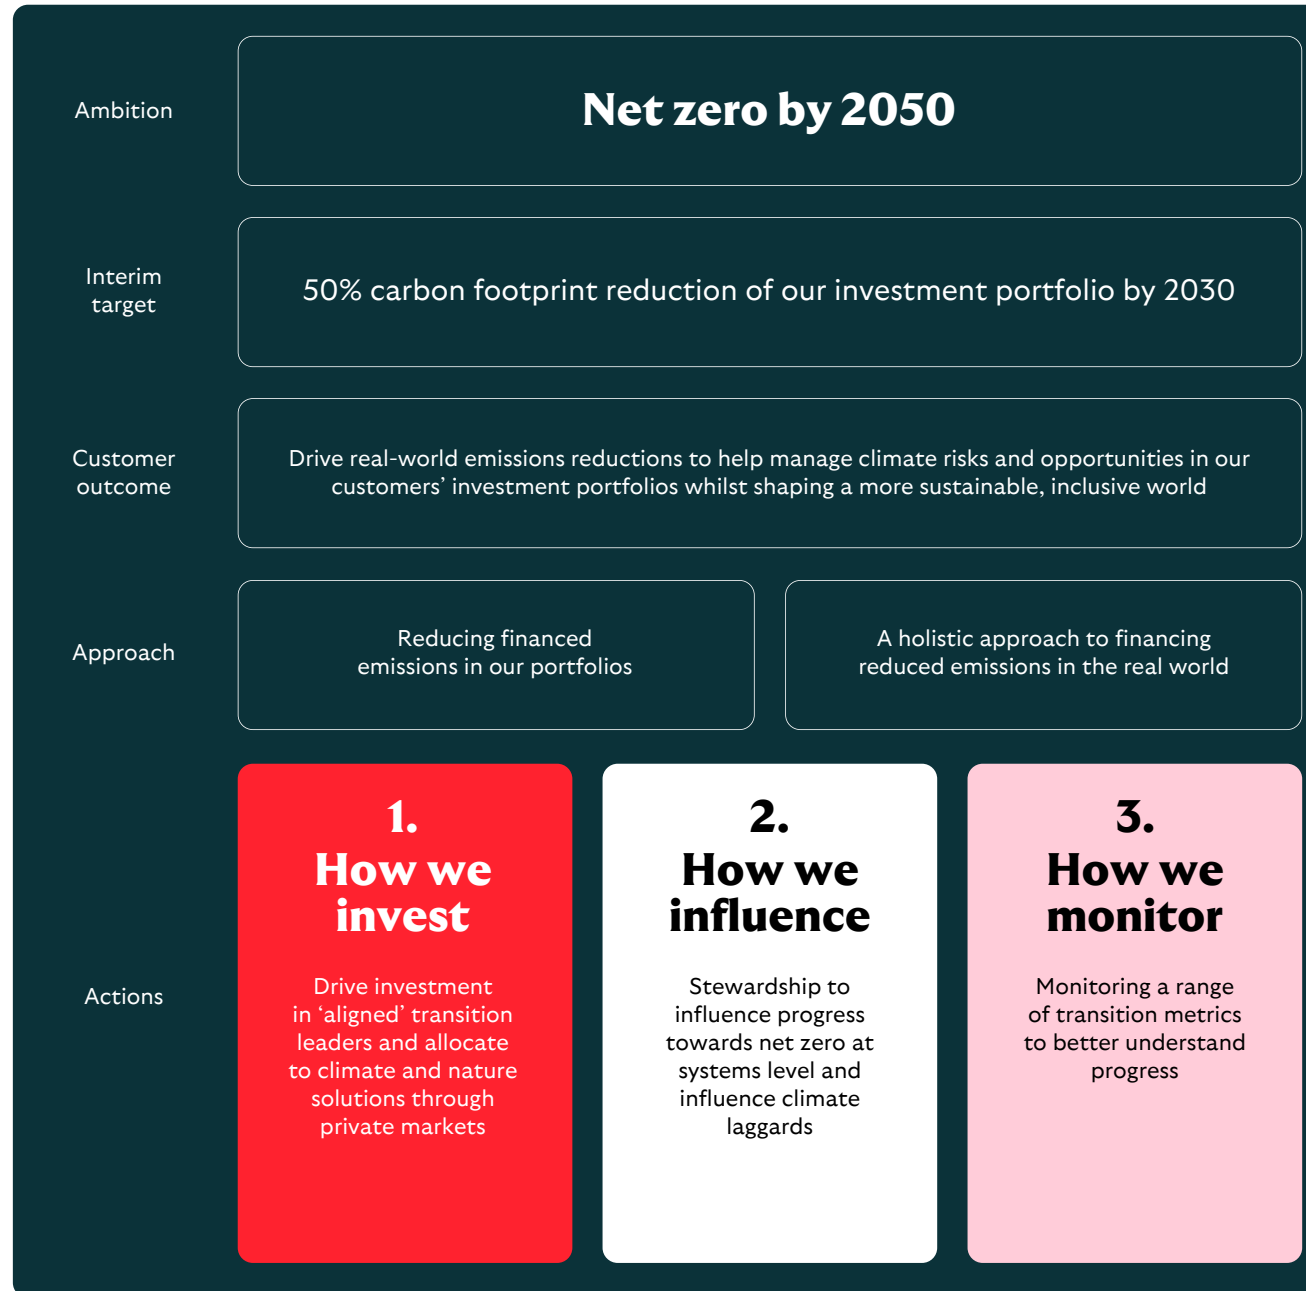 Ambition
Net zero by 2050
Interim
target
50% carbon footprint reduction of our investment portfolio by 2030
Customer
outcome
Drive real-world emissions reductions to help manage climate risks and opportunities in our
customers’ investment portfolios whilst shaping a more sustainable, inclusive world
Approach
Reducing financed
emissions in our portfolios
A holistic approach to financing
reduced emissions in the real world
Actions
1.
How we
invest
Drive investment
in ‘aligned’ transition
leaders and allocate
to climate and nature
solutions through
private markets
2.
How we
influence
Stewardship to
influence progress
towards net zero at
systems level and
influence climate
laggards
3.
How we
monitor
Monitoring a range
of transition metrics
to better understand
progress